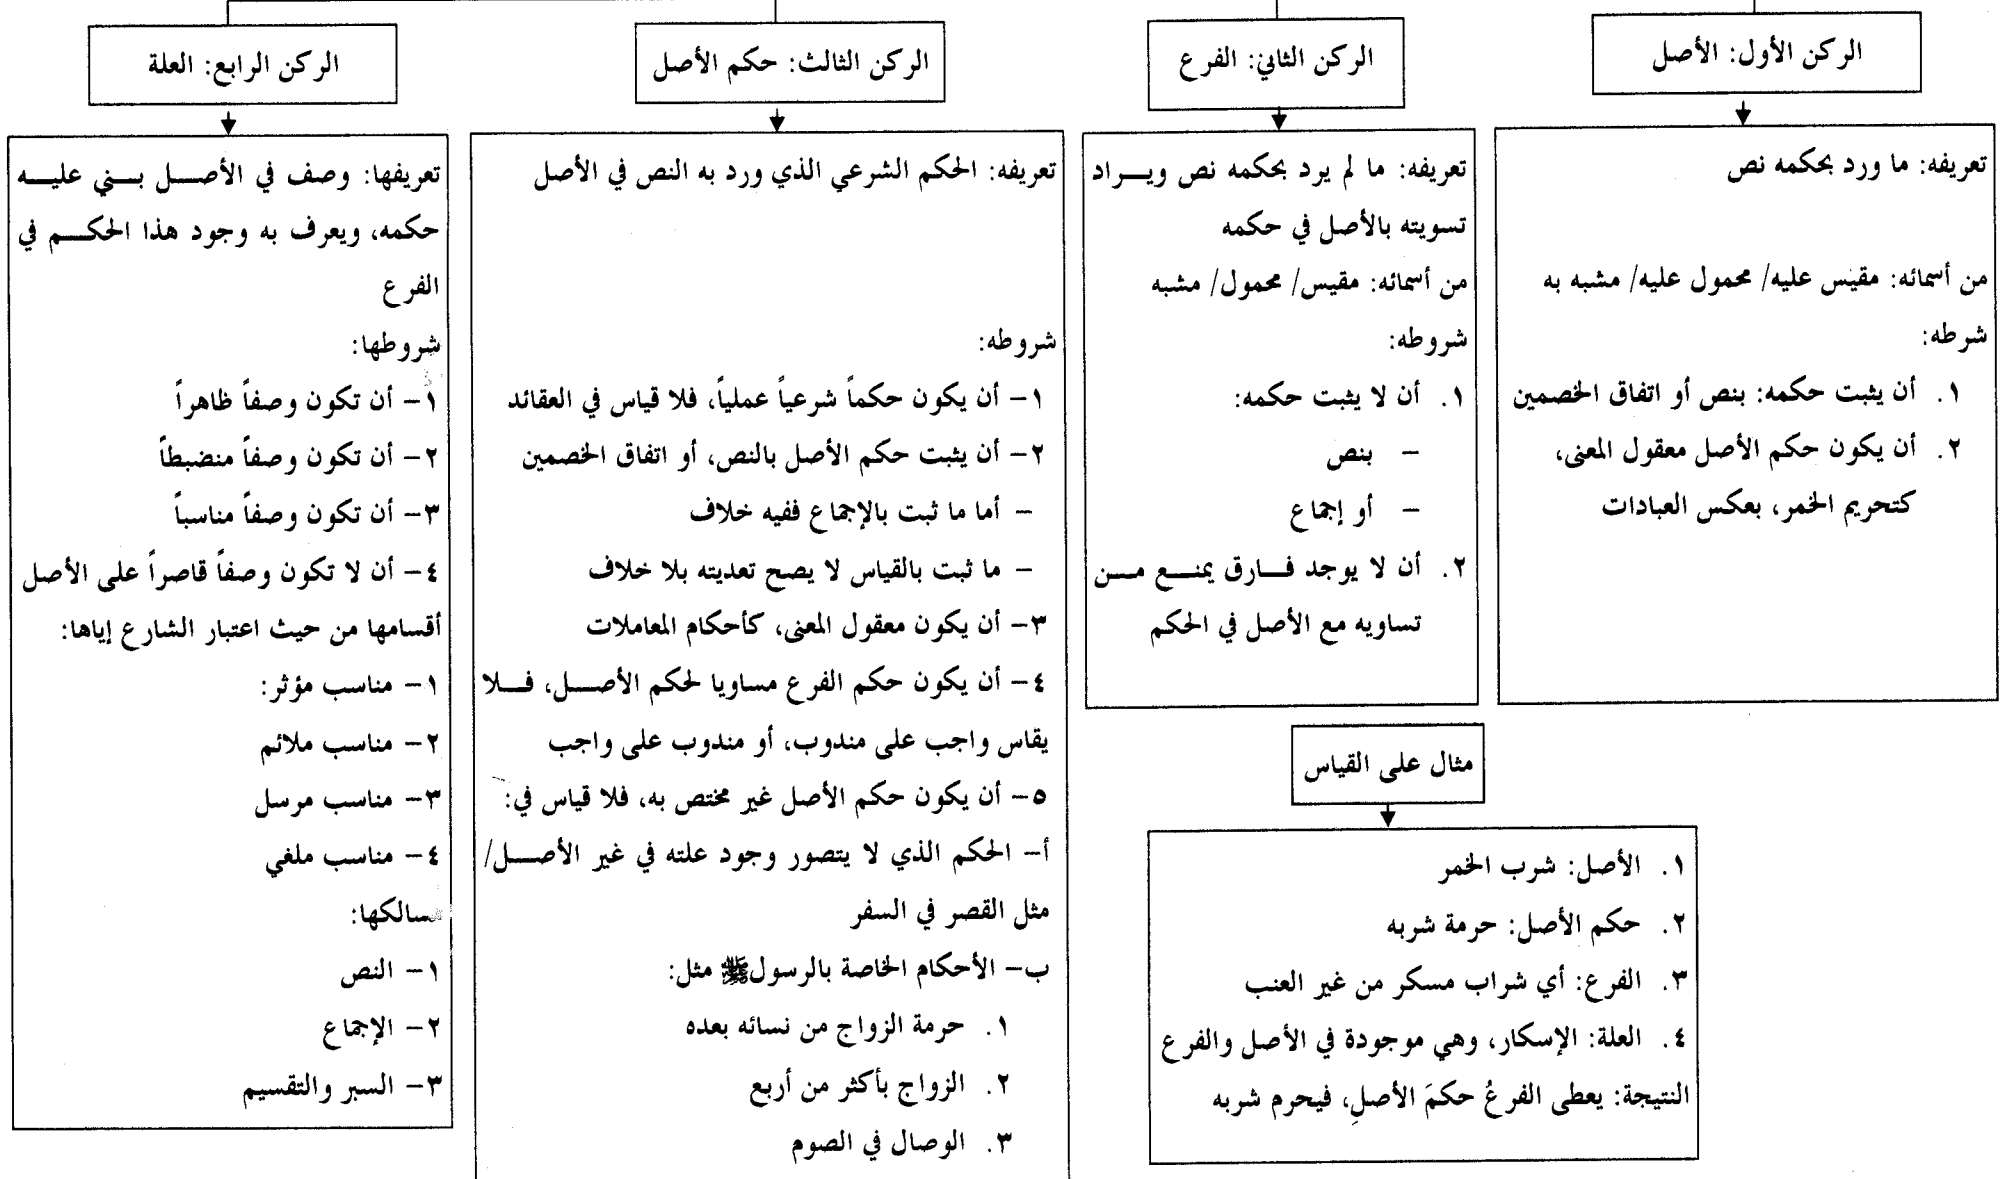 الركن الأول: الأصل
تعريفه: ما ورد بحكمه نص
من أسمائه: مقيس عليه/ محمول عليه/ مشبه به
شرطه:
١. أن يثبت حكمه: بنص أو اتفاق الخصمين
٢. أن يكون حكم الأصل معقول المعنى،
كتحريم الخمر، بعكس العبادات
الركن الثاني: الفرع
تعريفه: ما لم يرد بحكمه نص ويراد
تسويته بالأصل في حكمه
من أسمائه: مقيس/ محمول/ مشبه
شروطه:
١. أن لا يثبت حكمه:
– بنص
– أو إجماع
٢. أن لا يوجد فارق يمنع من
تساويه مع الأصل في الحكم
مثال على القياس
١. الأصل: شرب الخمر
٢. حكم الأصل: حرمة شربه
٣. الفرع: أي شراب مسكر من غير العنب
٤. العلة: الإسكار، وهي موجودة في الأصل والفرع
النتيجة: يعطى الفرعُ حكمَ الأصلِ، فيحرم شربه
الركن الثالث: حكم الأصل
تعريفه: الحكم الشرعي الذي ورد به النص في الأصل
شروطه:
١– أن يكون حكماً شرعياً عملياً، فلا قياس في العقائد
٢– أن يثبت حكم الأصل بالنص، أو اتفاق الخصمين
– أما ما ثبت بالإجماع ففيه خلاف
– ما ثبت بالقياس لا يصح تعديته بلا خلاف
٣– أن يكون معقول المعنى، كأحكام المعاملات
٤– أن يكون حكم الفرع مساويا لحكم الأصل، فلا
يقاس واجب على مندوب، أو مندوب على واجب
٥– أن يكون حكم الأصل غير مختص به، فلا قياس في:
أ– الحكم الذي لا يتصور وجود علته في غير الأصل/
مثل القصر في السفر
ب– الأحكام الخاصة بالرسول ﷺ مثل:
١. حرمة الزواج من نسائه بعده
٢. الزواج بأكثر من أربع
٣. الوصال في الصوم
الركن الرابع: العلة
تعريفها: وصف في الأصل بني عليه
حكمه، ويعرف به وجود هذا الحكم في
الفرع
شروطها:
١– أن تكون وصفاً ظاهراً
٢– أن تكون وصفاً منضبطاً
٣– أن تكون وصفاً مناسباً
٤– أن لا تكون وصفاً قاصراً على الأصل
أقسامها من حيث اعتبار الشارع إياها:
١– مناسب مؤثر:
٢– مناسب ملائم
٣– مناسب مرسل
٤– مناسب ملغي
مسالكها:
١– النص
٢– الإجماع
٣– السبر والتقسيم